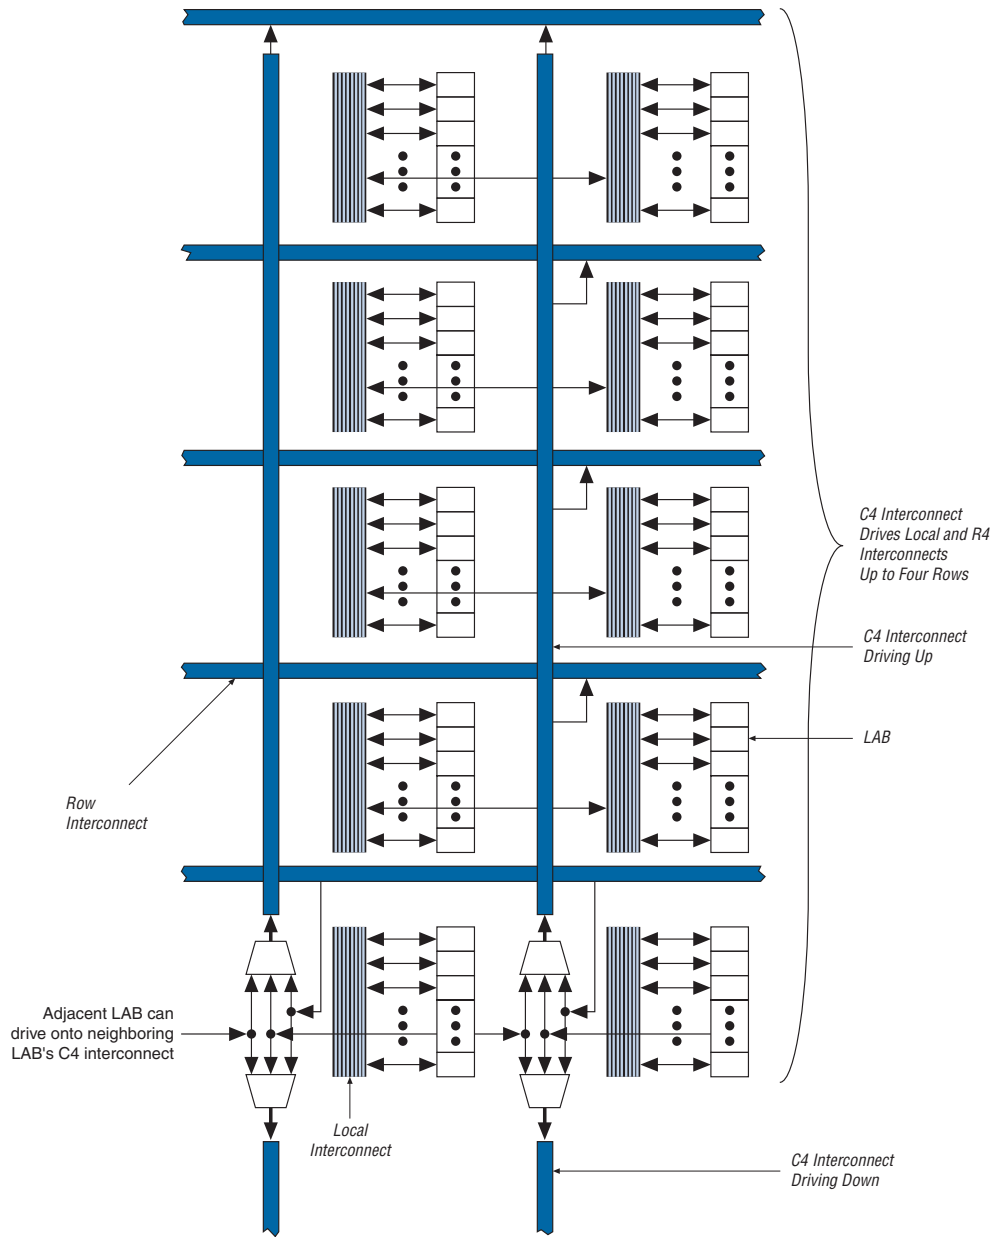 C4 Interconnect
Drives Local and R4
Interconnects
Up to Four Rows
C4 Interconnect
Driving Up
LAB
Row
Interconnect
Adjacent LAB can
drive onto neighboring
LAB's C4 interconnect
Local
Interconnect
C4 Interconnect
Driving Down